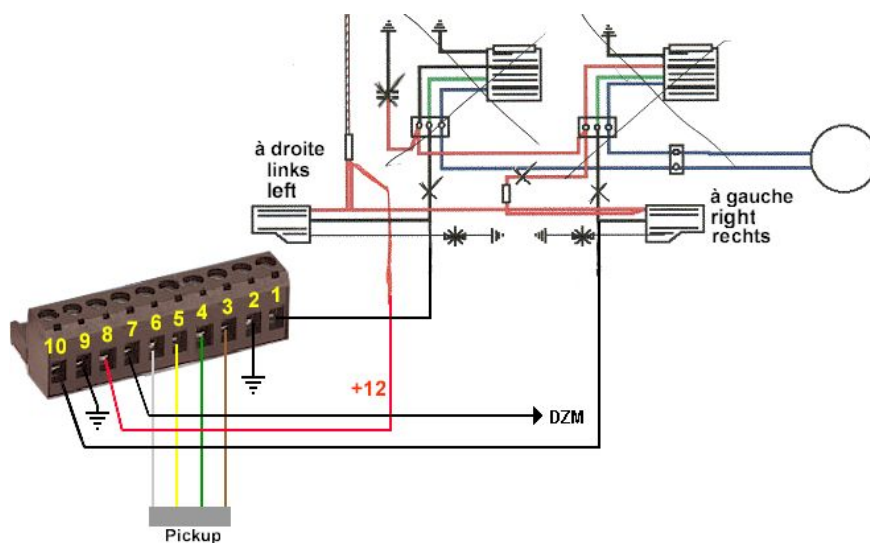 à droite
links
left
à gauche
right
rechts
10 9 8 7 6 5 4 3 2 1
+12
DZM
Pickup